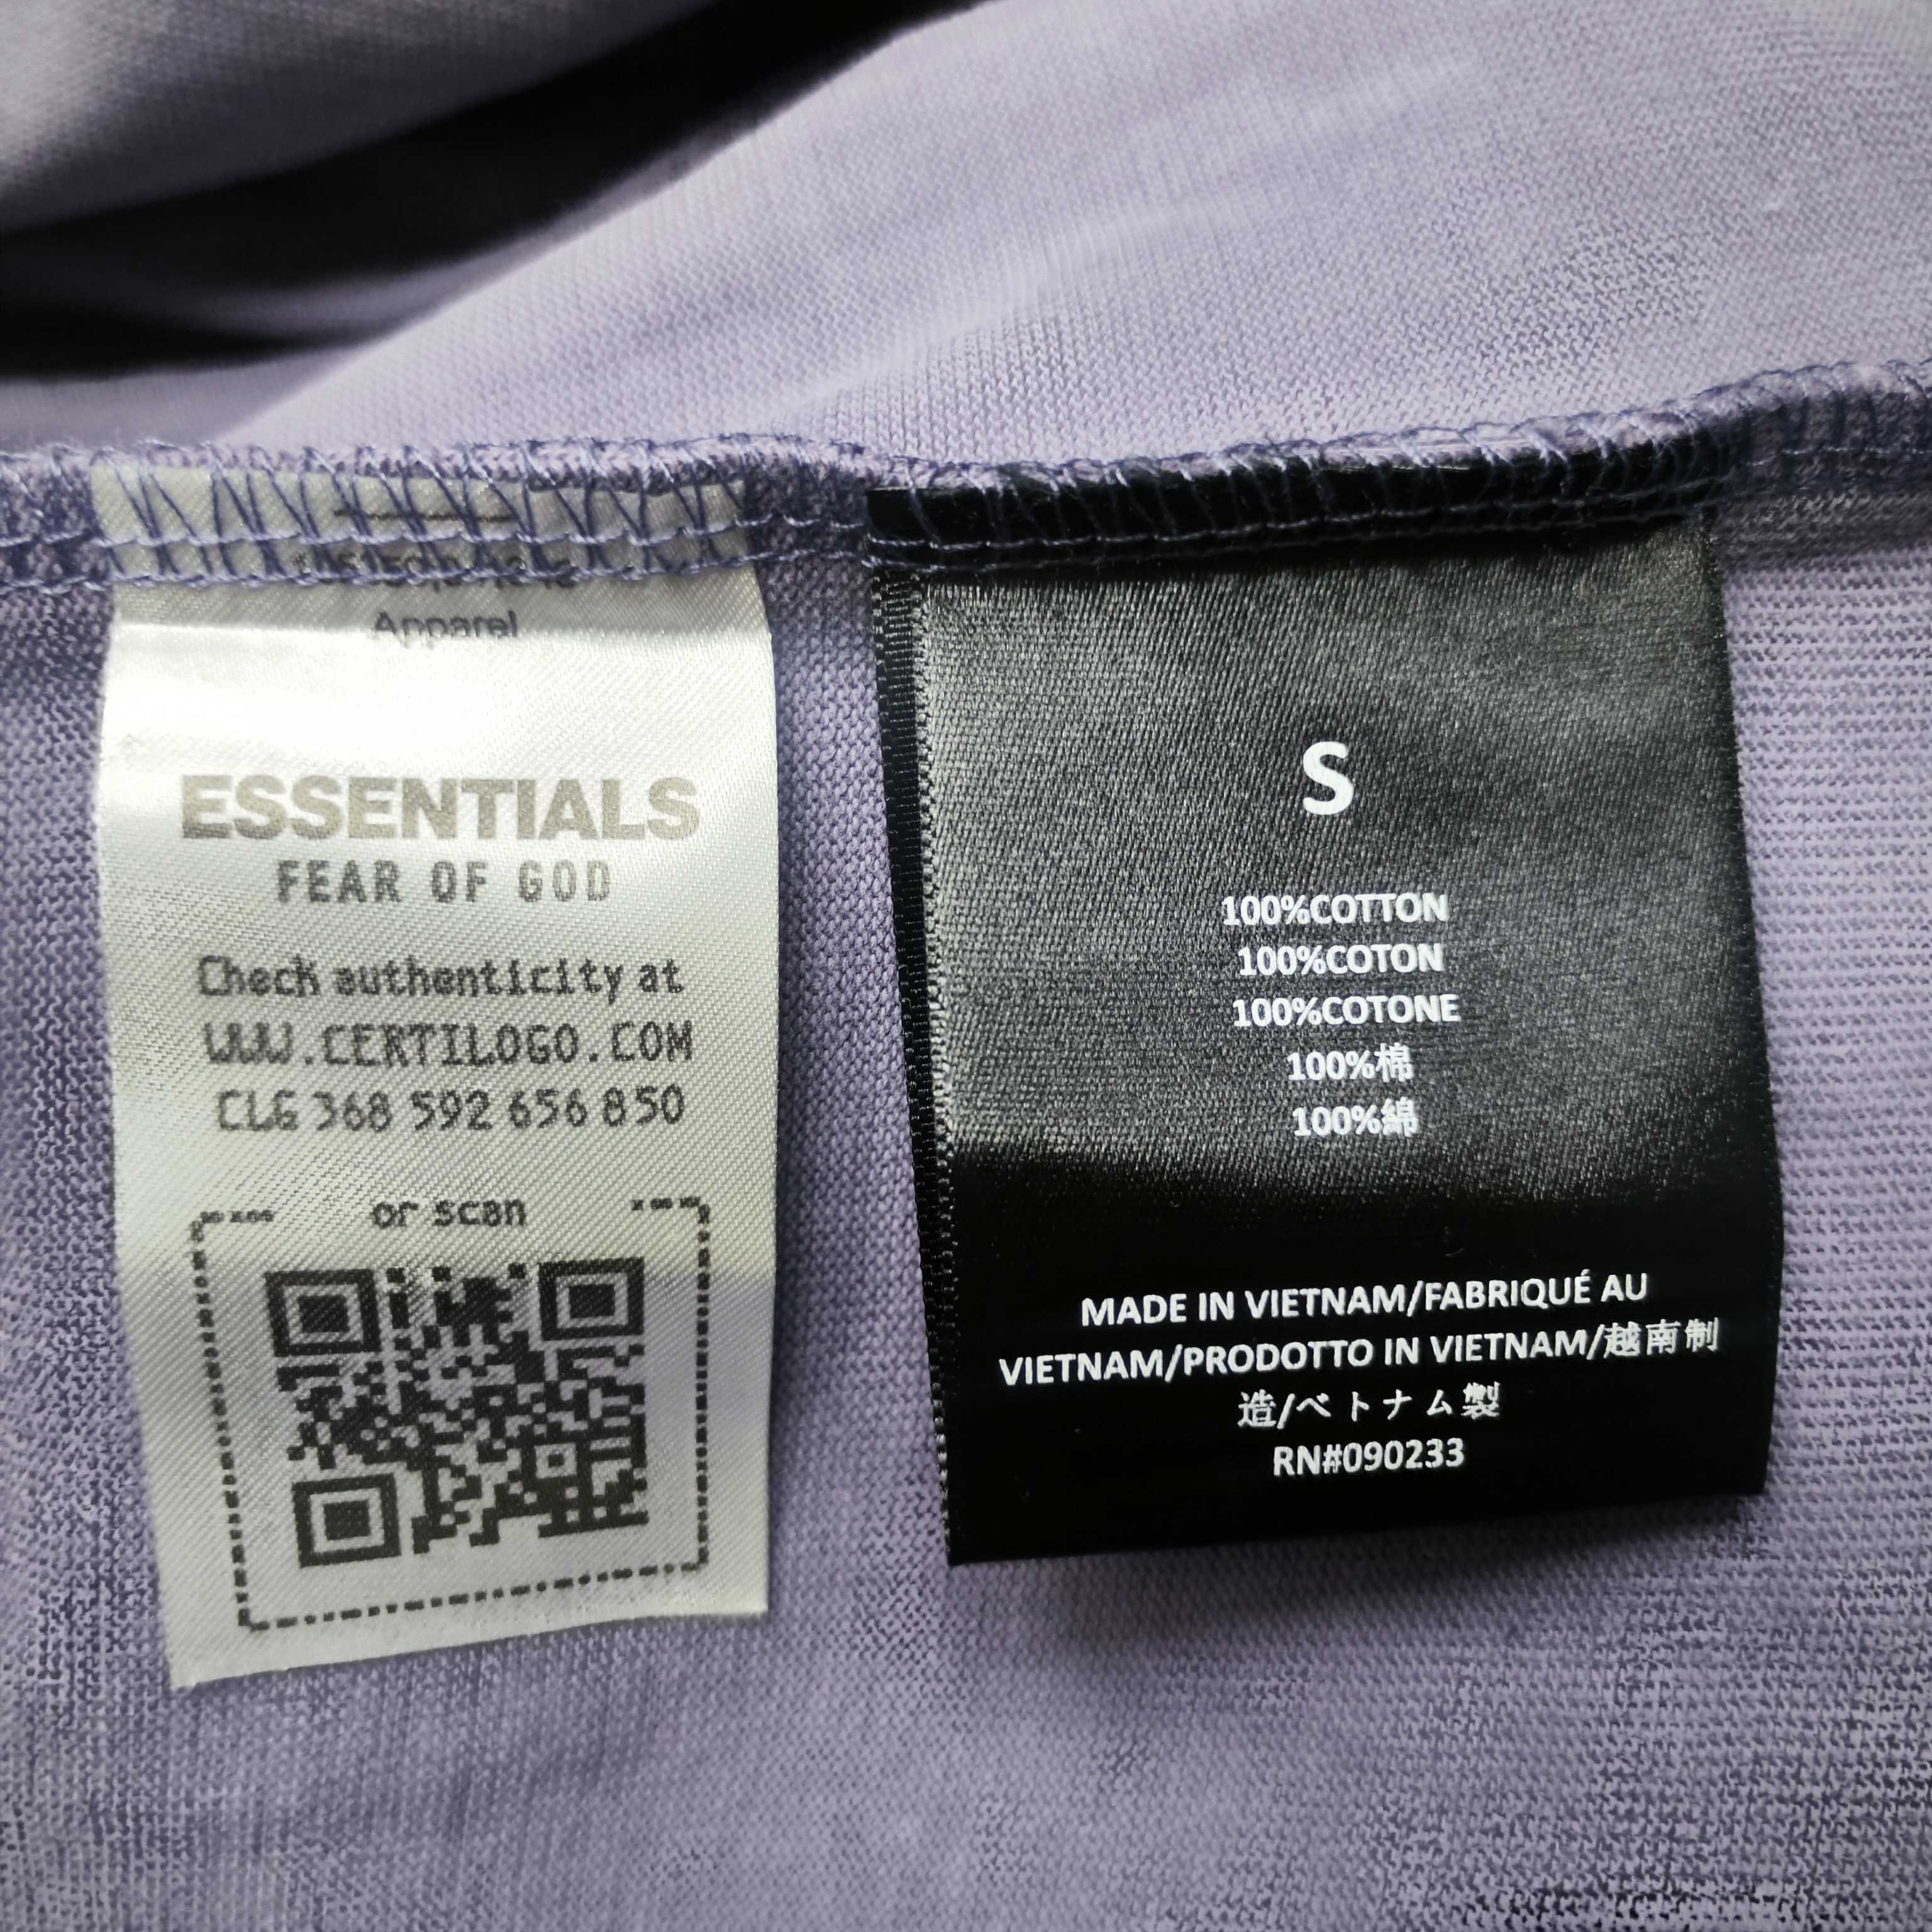 Apparel
ESSENTIALS
FEAR OF GOD
Check authenticity at
WWW.CERTILOGO.COM
CLG 368 592 656 850
or scan
S
100%COTTON
100%COTON
100%COTONE
100%棉
100%綿
MADE IN VIETNAM/FABRIQUÉ AU
VIETNAM/PRODOTTO IN VIETNAM/越南制
造/ベトナム製
RN#090233